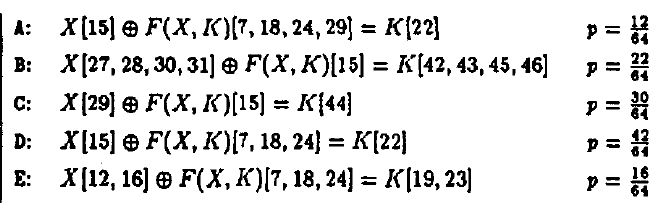 A: X[15] ⊕ F(X, K)[7, 18, 24, 29] = K[22] p = 12/64
B: X[27, 28, 30, 31] ⊕ F(X, K)[15] = K[42, 43, 45, 46] p = 22/64
C: X[29] ⊕ F(X, K)[15] = K[44] p = 30/64
D: X[15] ⊕ F(X, K)[7, 18, 24] = K[22] p = 42/64
E: X[12, 16] ⊕ F(X, K)[7, 18, 24] = K[19, 23] p = 16/64